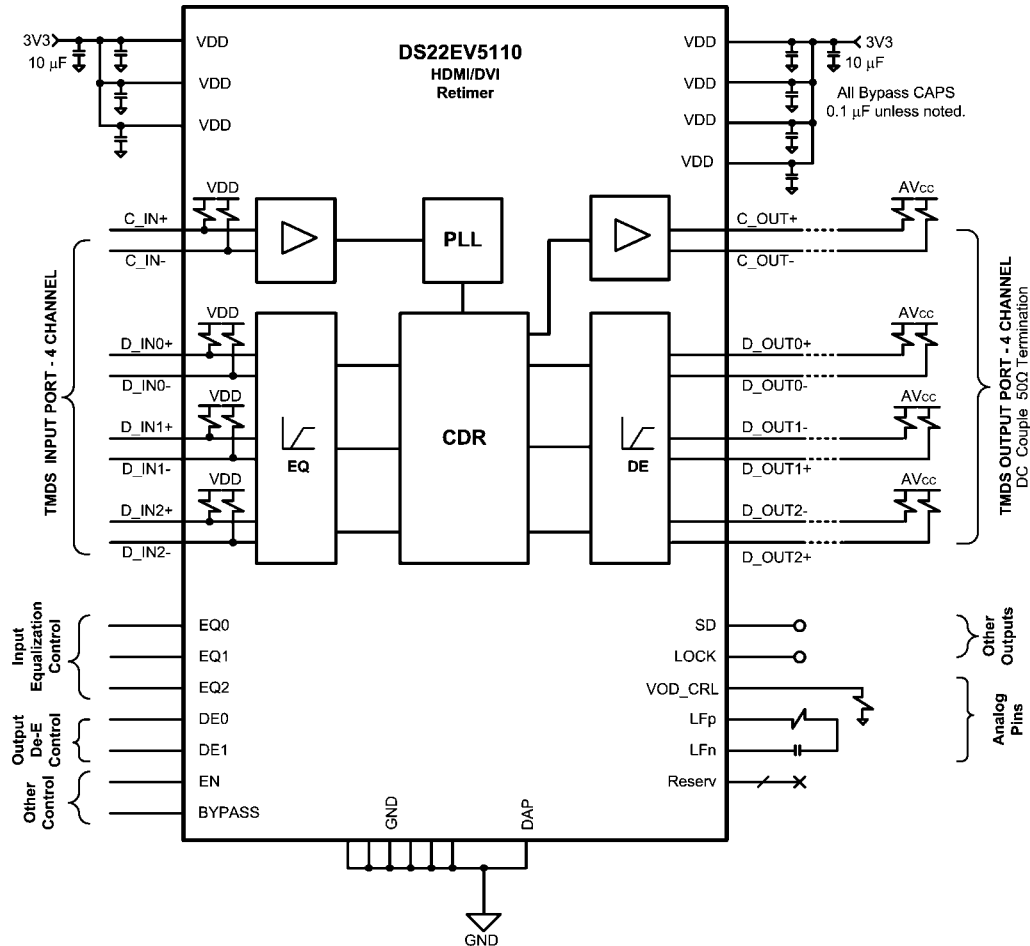 3V3
10 µF
VDD
VDD
VDD
DS22EV5110
HDMI/DVI
Retimer
VDD
VDD
VDD
VDD
3V3
10 µF
All Bypass CAPS
0.1 µF unless noted.
TMDS INPUT PORT - 4 CHANNEL
C_IN+
C_IN-
VDD
PLL
C_OUT+
C_OUT-
AVcc
D_IN0+
D_IN0-
VDD
D_OUT0+
D_OUT0-
AVcc
D_IN1+
D_IN1-
VDD
EQ
CDR
DE
D_OUT1-
D_OUT1+
AVcc
D_IN2+
D_IN2-
VDD
D_OUT2-
D_OUT2+
AVcc
TMDS OUTPUT PORT - 4 CHANNEL
DC Couple 50Ω Termination
Input
Equalization
Control
EQ0
EQ1
EQ2
Output
De-E
Control
DE0
DE1
Other
Control
EN
BYPASS
GND
DAP
GND
SD
LOCK
Other
Outputs
VOD_CRL
LFp
LFn
Reserv
Analog
Pins